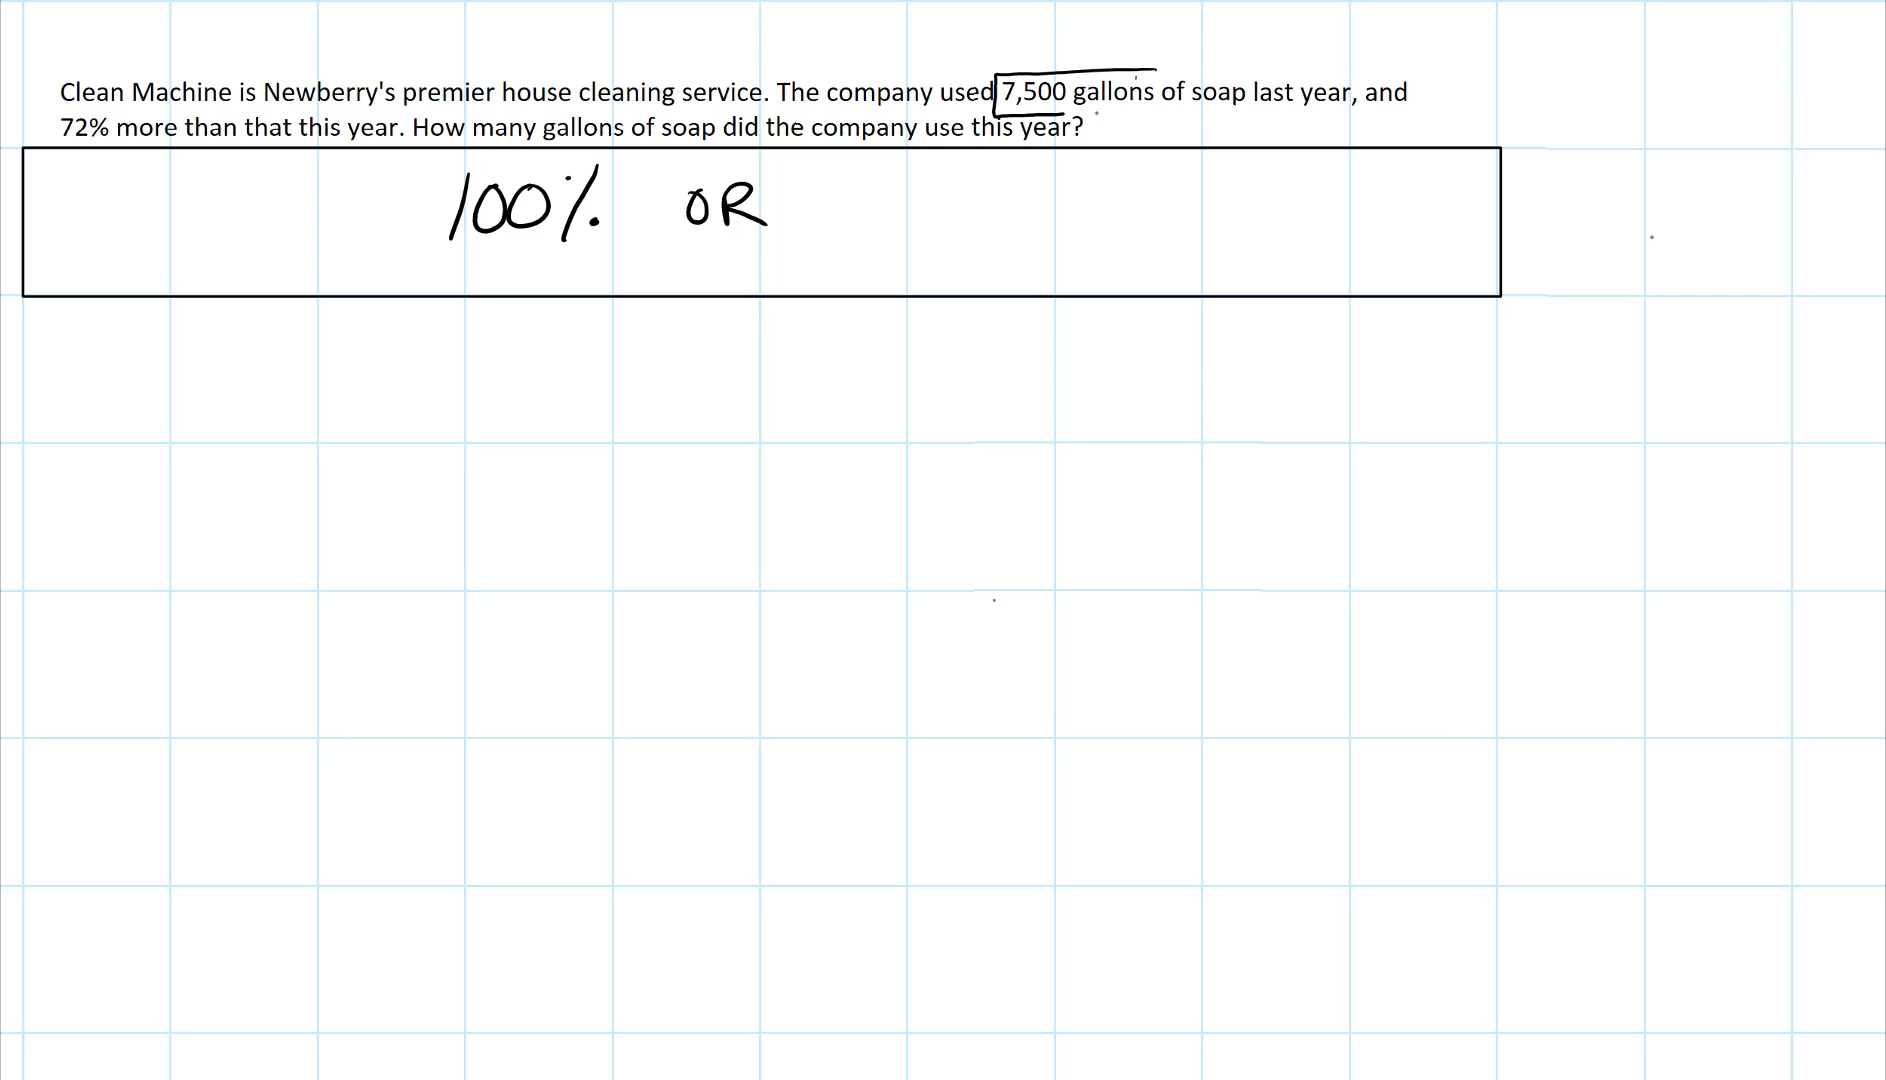 Clean Machine is Newberry's premier house cleaning service. The company used 7,500 gallons of soap last year, and
72% more than that this year. How many gallons of soap did the company use this year?
100% OR